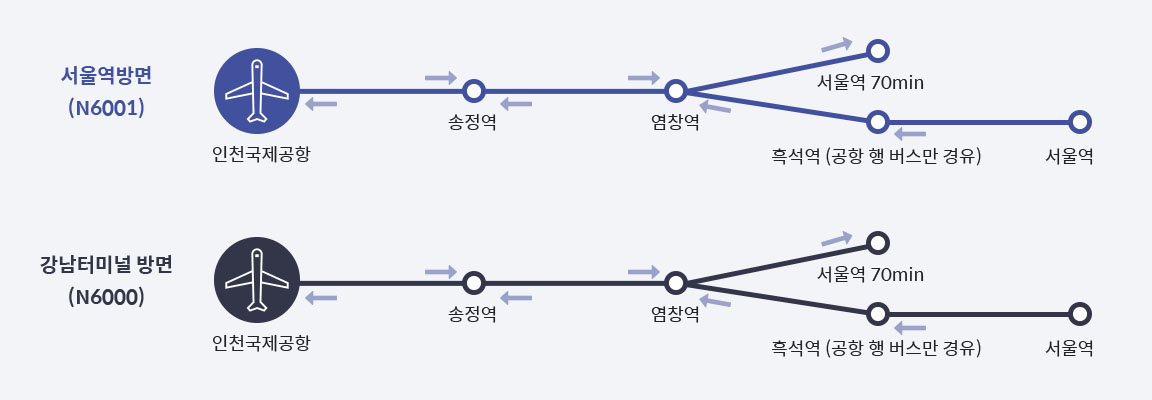 서울역방면
(N6001)
인천국제공항
송정역
염창역
서울역 70min
흑석역 (공항 행 버스만 경유)
서울역
강남터미널 방면
(N6000)
인천국제공항
송정역
염창역
서울역 70min
흑석역 (공항 행 버스만 경유)
서울역